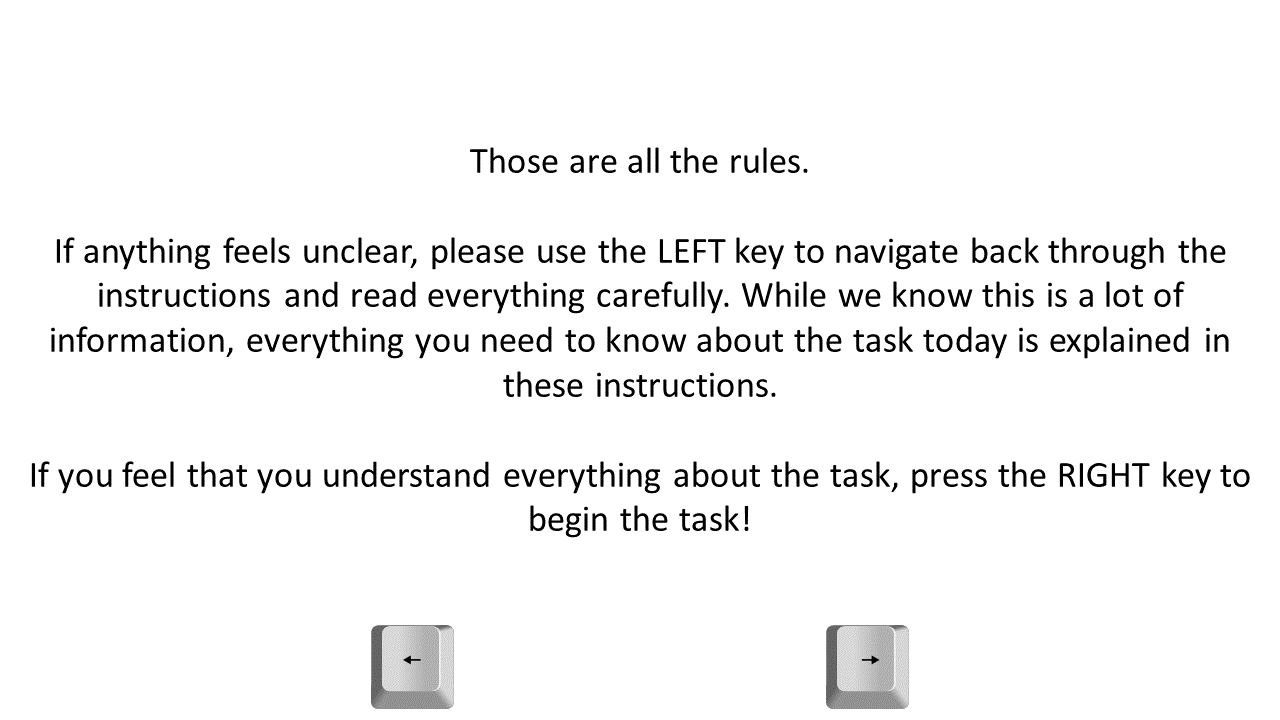 Those are all the rules.
If anything feels unclear, please use the LEFT key to navigate back through the
instructions and read everything carefully. While we know this is a lot of
information, everything you need to know about the task today is explained in
these instructions.
If you feel that you understand everything about the task, press the RIGHT key to
begin the task!
← →